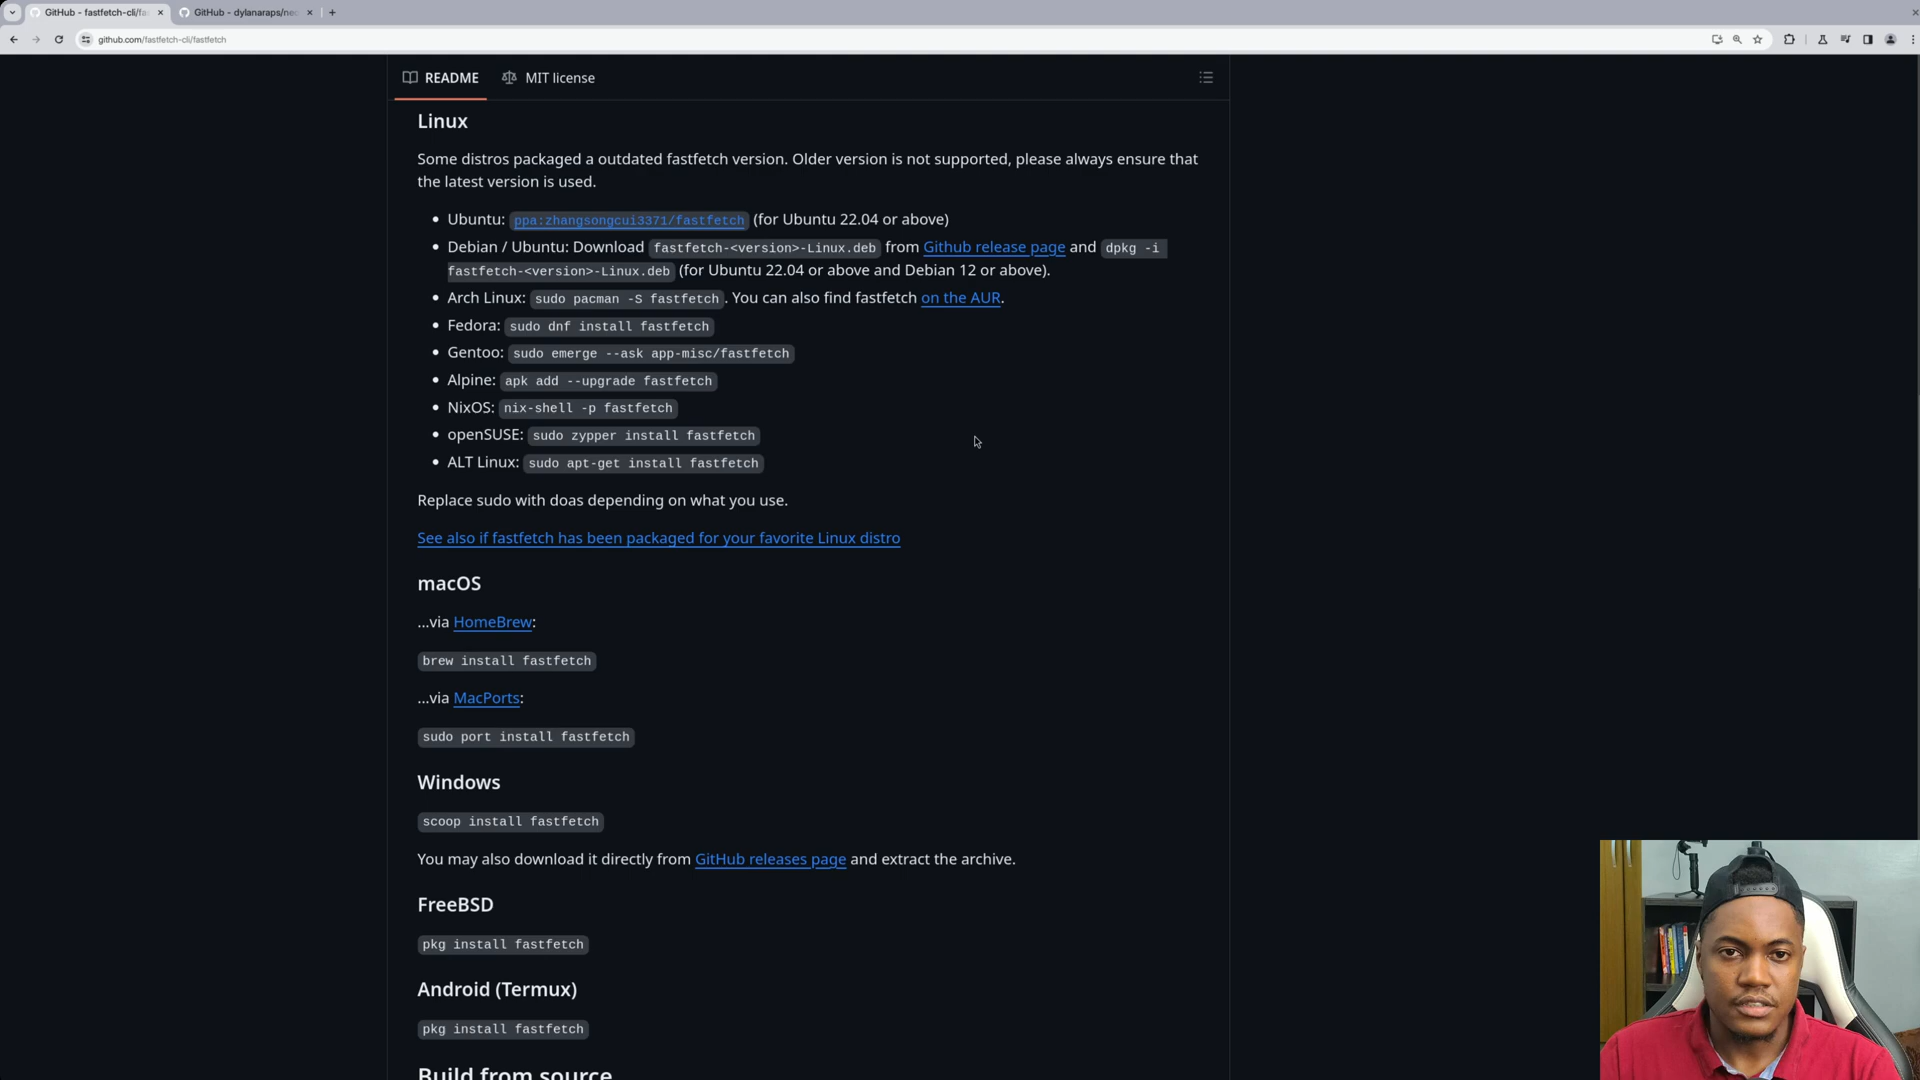 GitHub - fastfetch-cli/fa
GitHub - dylanaraps/neo
github.com/fastfetch-cli/fastfetch
README
MIT license
Linux
Some distros packaged a outdated fastfetch version. Older version is not supported, please always ensure that
the latest version is used.
Ubuntu: ppa:zhangsongcui3371/fastfetch (for Ubuntu 22.04 or above)
Debian / Ubuntu: Download fastfetch-<version>-Linux.deb from Github release page and dpkg -i
fastfetch-<version>-Linux.deb (for Ubuntu 22.04 or above and Debian 12 or above).
Arch Linux: sudo pacman -S fastfetch. You can also find fastfetch on the AUR.
Fedora: sudo dnf install fastfetch
Gentoo: sudo emerge --ask app-misc/fastfetch
Alpine: apk add --upgrade fastfetch
NixOS: nix-shell -p fastfetch
openSUSE: sudo zypper install fastfetch
ALT Linux: sudo apt-get install fastfetch
Replace sudo with doas depending on what you use.
See also if fastfetch has been packaged for your favorite Linux distro
macOS
...via HomeBrew:
brew install fastfetch
...via MacPorts:
sudo port install fastfetch
Windows
scoop install fastfetch
You may also download it directly from GitHub releases page and extract the archive.
FreeBSD
pkg install fastfetch
Android (Termux)
pkg install fastfetch
Build from source